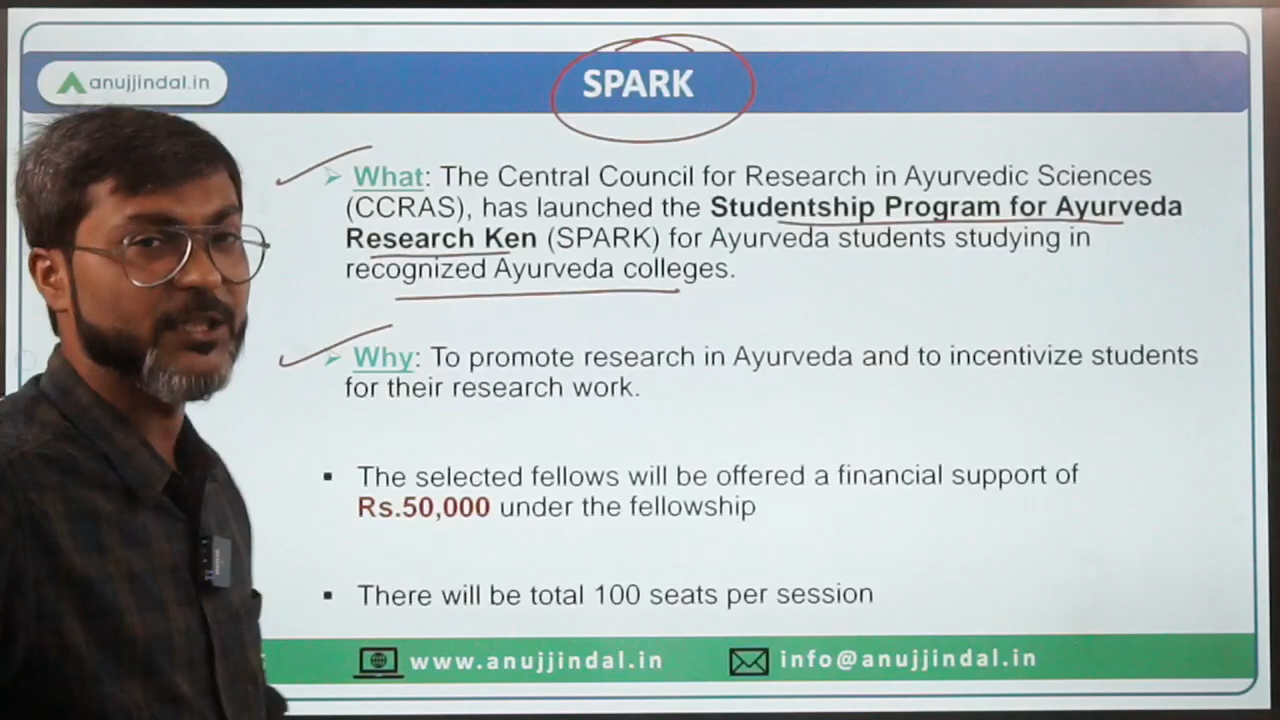 anujjindal.in
SPARK
What: The Central Council for Research in Ayurvedic Sciences
(CCRAS), has launched the Studentship Program for Ayurveda
Research Ken (SPARK) for Ayurveda students studying in
recognized Ayurveda colleges.
Why: To promote research in Ayurveda and to incentivize students
for their research work.
The selected fellows will be offered a financial support of
Rs.50,000 under the fellowship
There will be total 100 seats per session
www.anujjindal.in
info@anujjindal.in